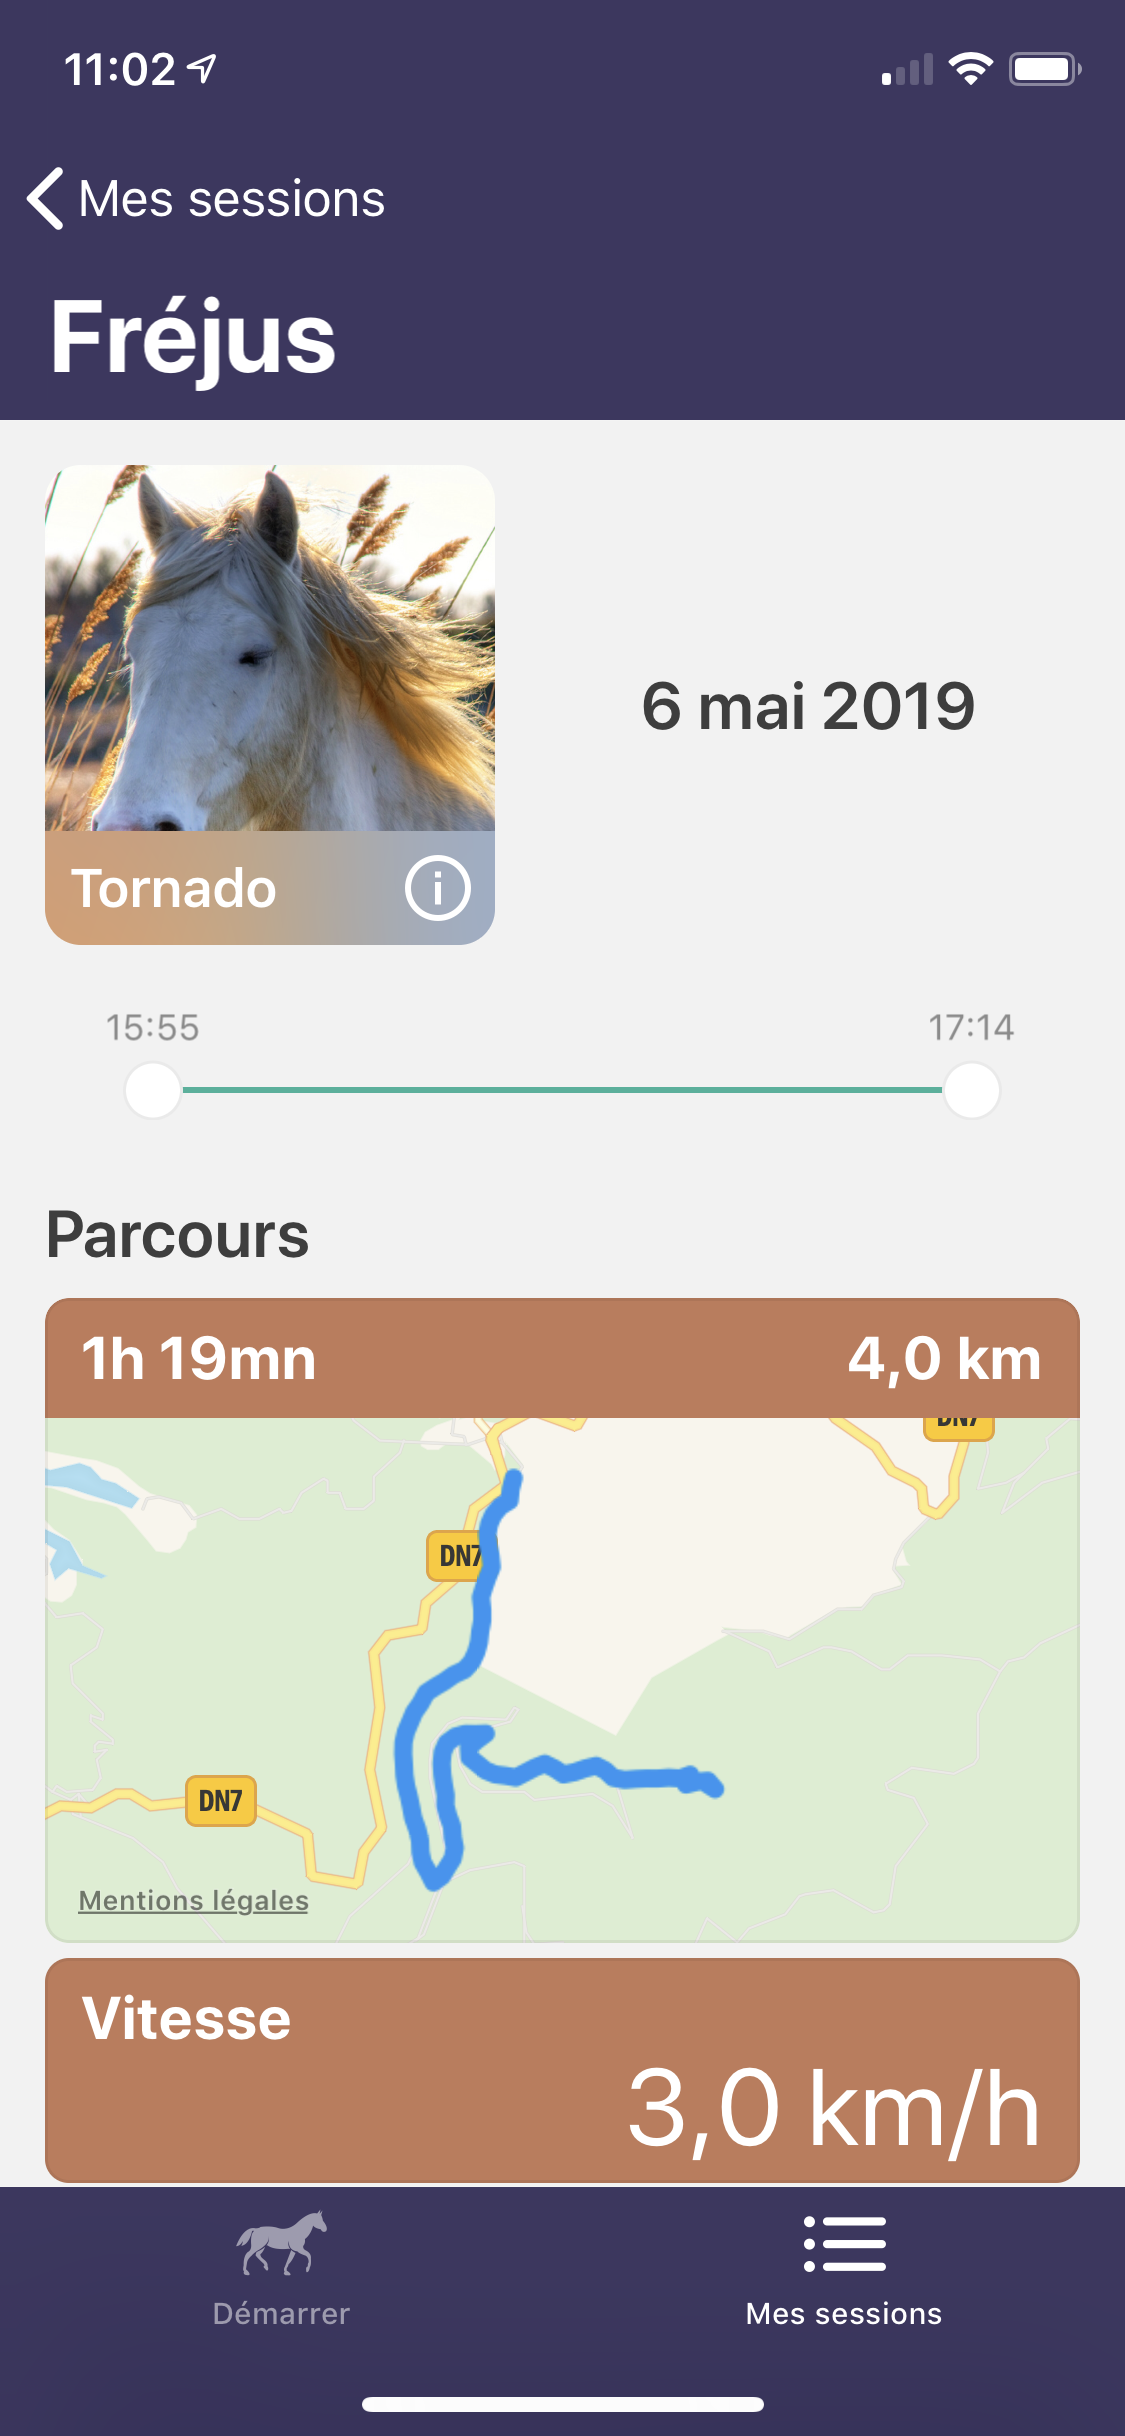 11:02
Mes sessions
Fréjus
6 mai 2019
Tornado
15:55 17:14
Parcours
1h 19mn 4,0 km
DN7
DN7
DN7
Mentions légales
Vitesse
3,0 km/h
Démarrer Mes sessions